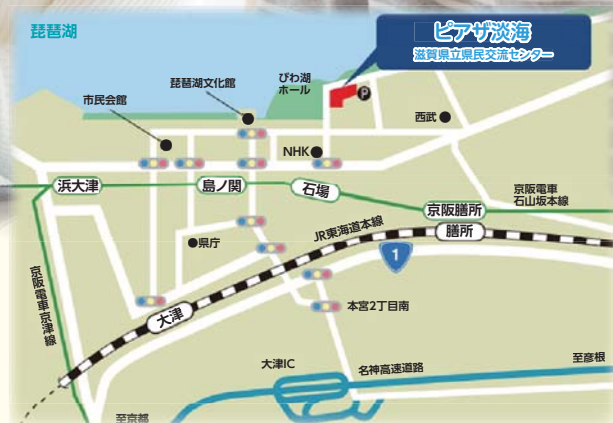 琵琶湖
ピアザ淡海
滋賀県立県民交流センター
びわ湖
ホール
琵琶湖文化館
市民会館
P
西武
NHK
浜大津
島ノ関
石場
京阪電車
石山坂本線
京阪膳所
膳所
JR東海道本線
県庁
1
京阪電車京津線
大津
本宮2丁目南
大津IC
名神高速道路
至彦根
至京都